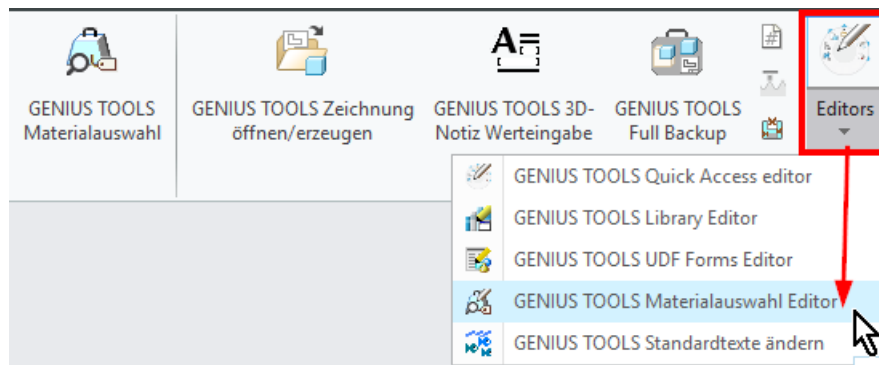 GENIUS TOOLS
Materialauswahl
GENIUS TOOLS Zeichnung
öffnen/erzeugen
GENIUS TOOLS 3D-
Notiz Werteingabe
GENIUS TOOLS
Full Backup
Editors
GENIUS TOOLS Quick Access editor
GENIUS TOOLS Library Editor
GENIUS TOOLS UDF Forms Editor
GENIUS TOOLS Materialauswahl Editor
GENIUS TOOLS Standardtexte ändern